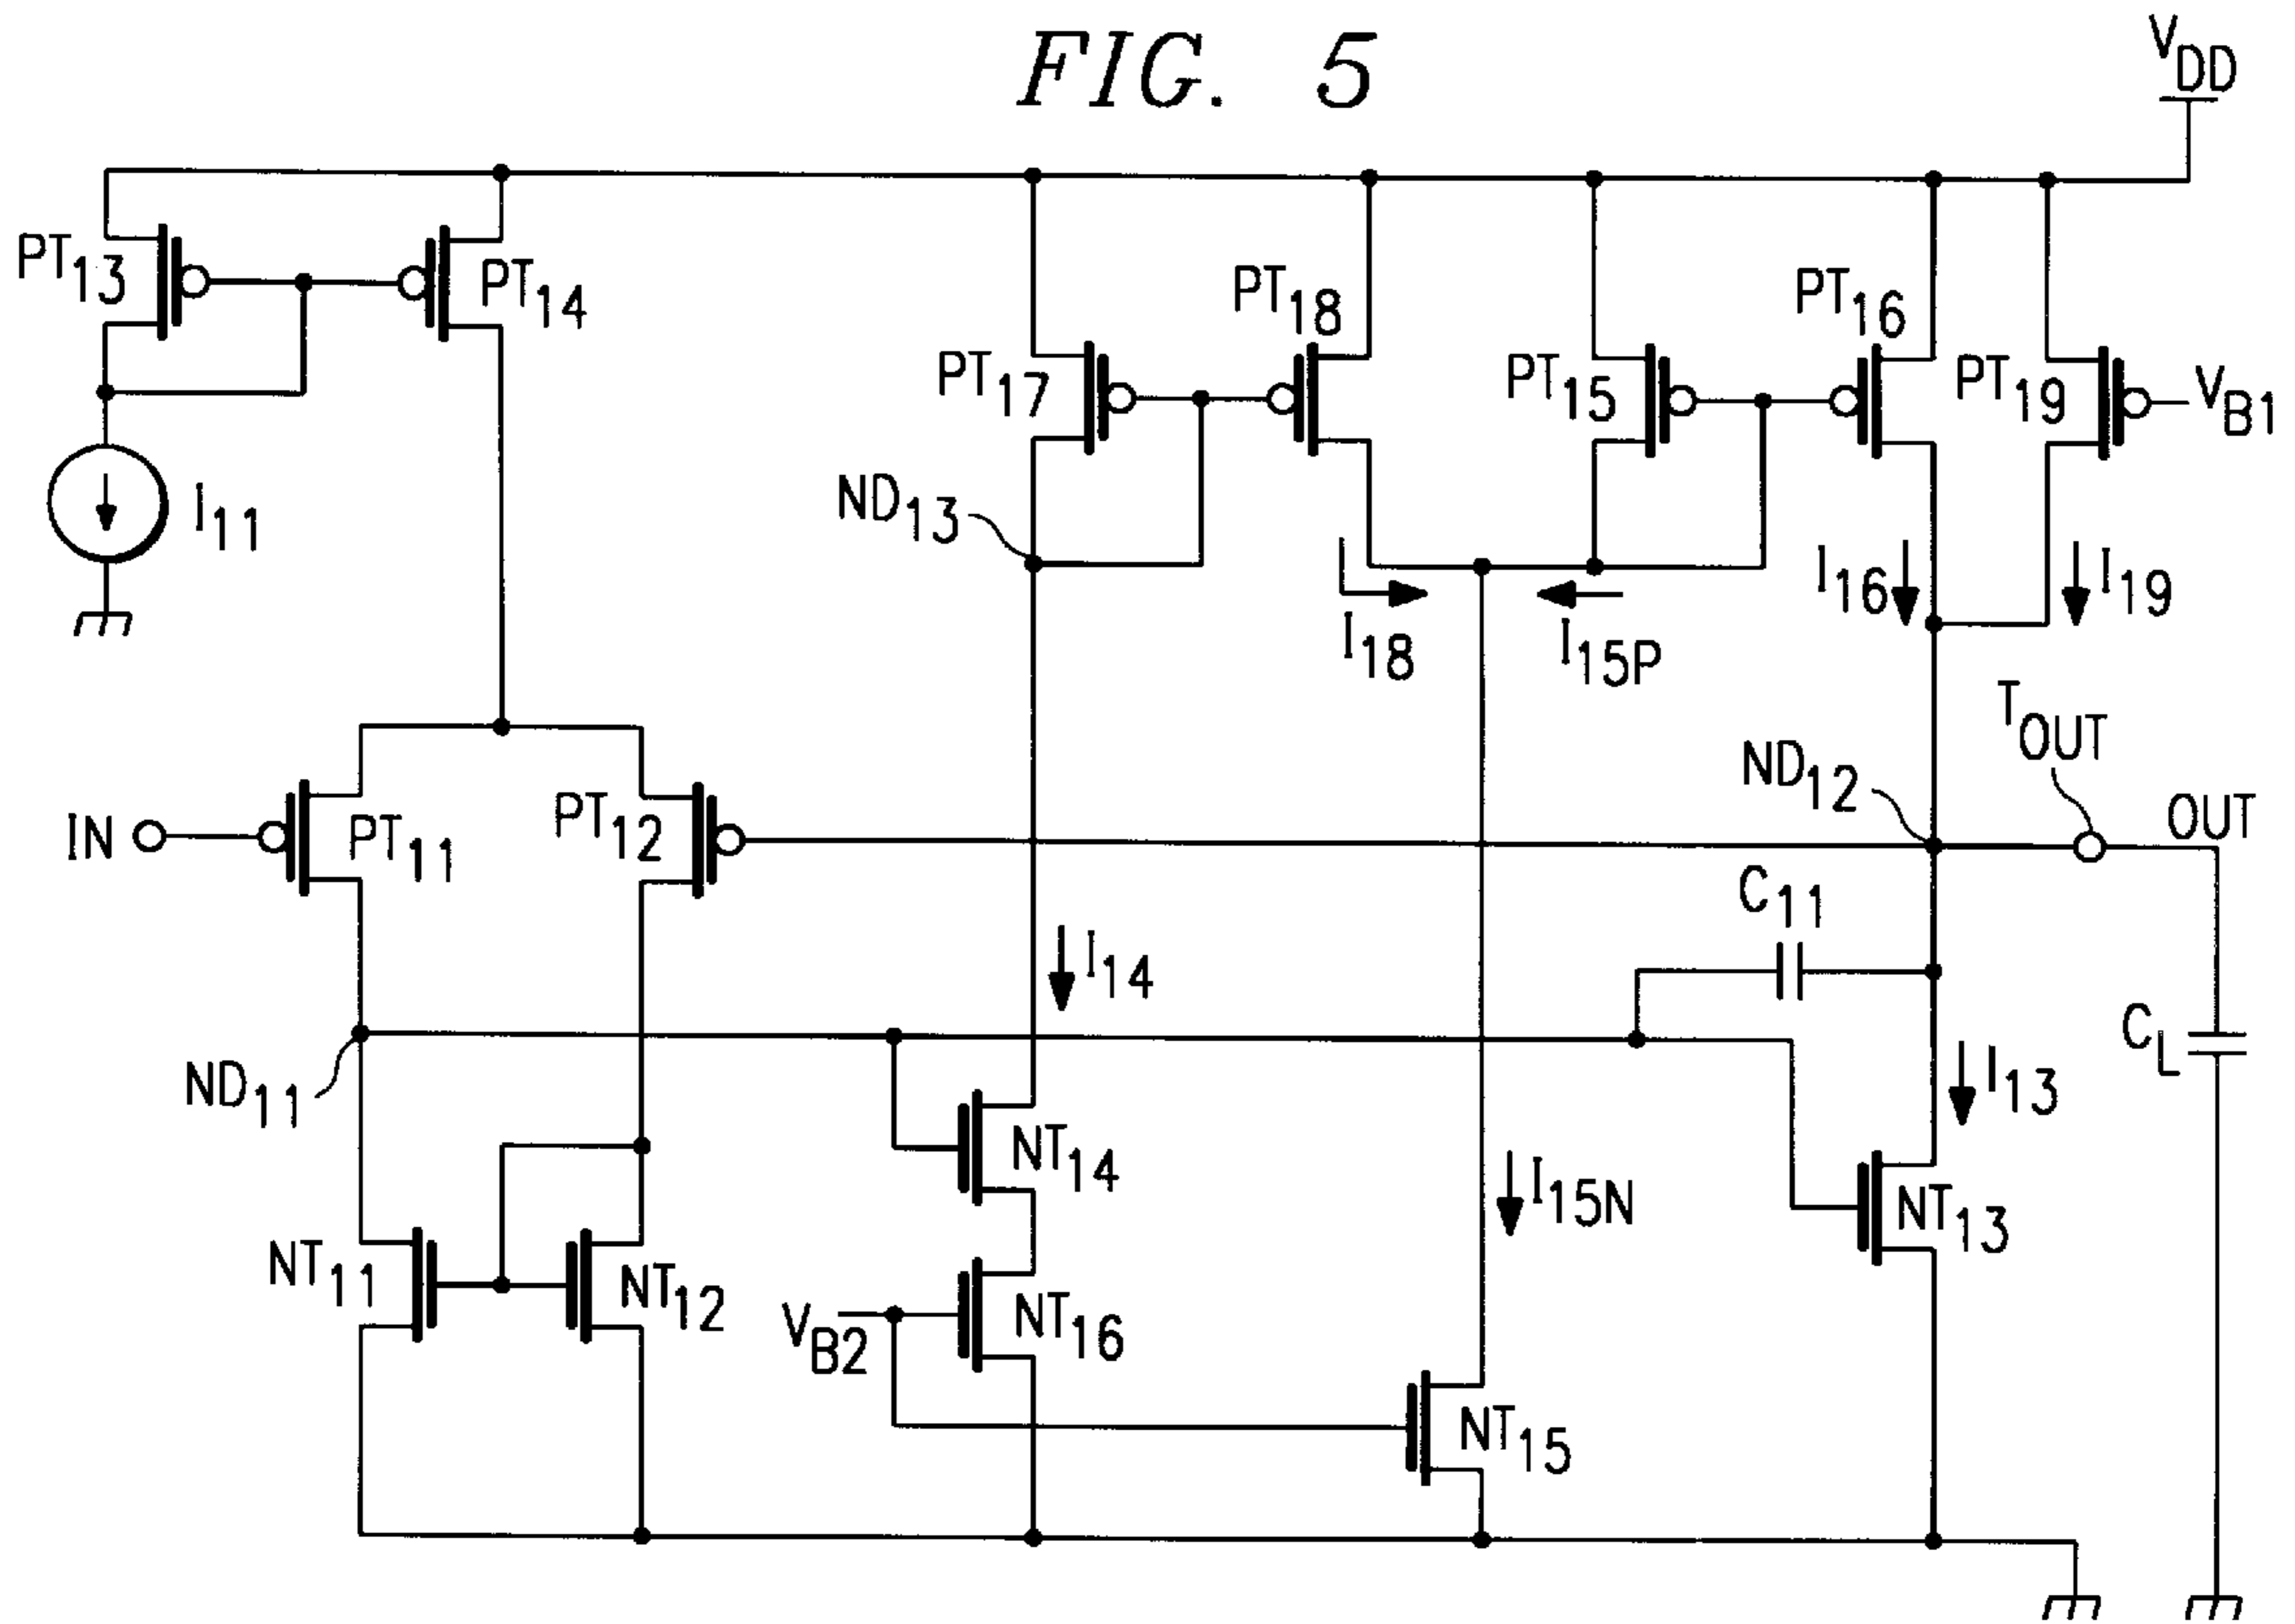 FIG. 5
VDD
PT13
PT14
PT17
PT18
PT15
PT16
PT19
VB1
I11
ND13
I18
I15P
I16
I19
TOUT
ND12
OUT
IN
PT11
PT12
C11
I14
CL
ND11
I13
NT14
I15N
NT13
NT11
NT12
VB2
NT16
NT15